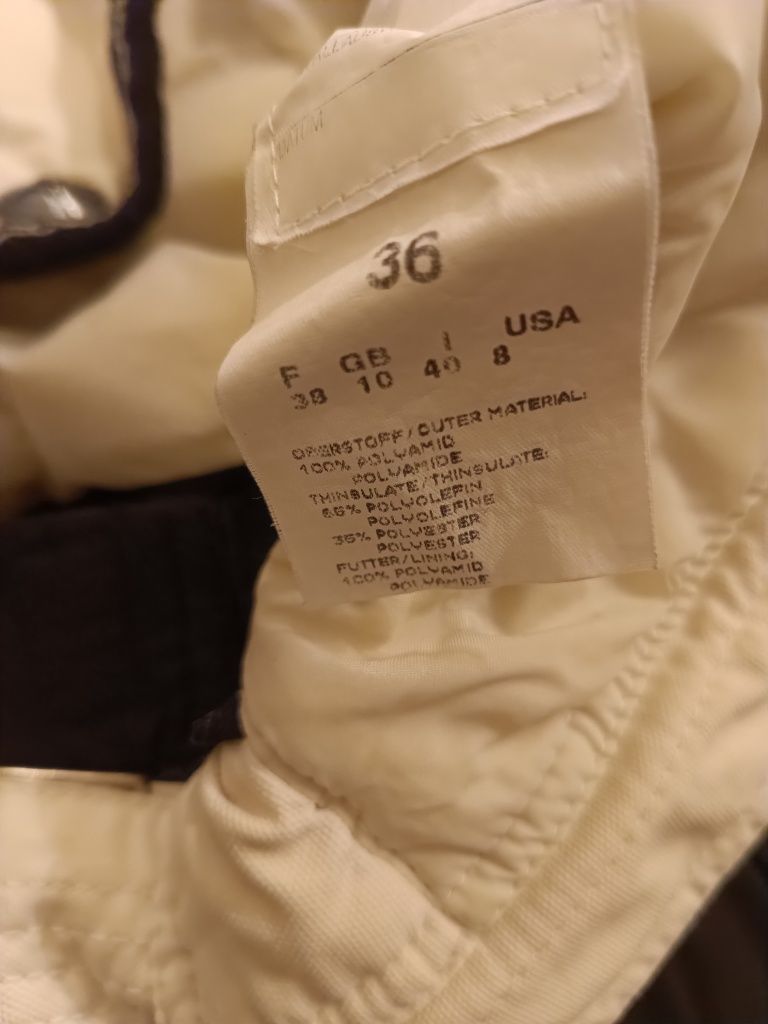 36
F GB I USA
38 10 40 8
OBERSTOFF/OUTER MATERIAL:
100% POLYAMID
POLYAMIDE
THINSULATE/THINSULATE:
65% POLYOLEFIN
POLYOLEFINE
35% POLYESTER
POLYESTER
FUTTER/LINING:
100% POLYAMID
POLYAMIDE